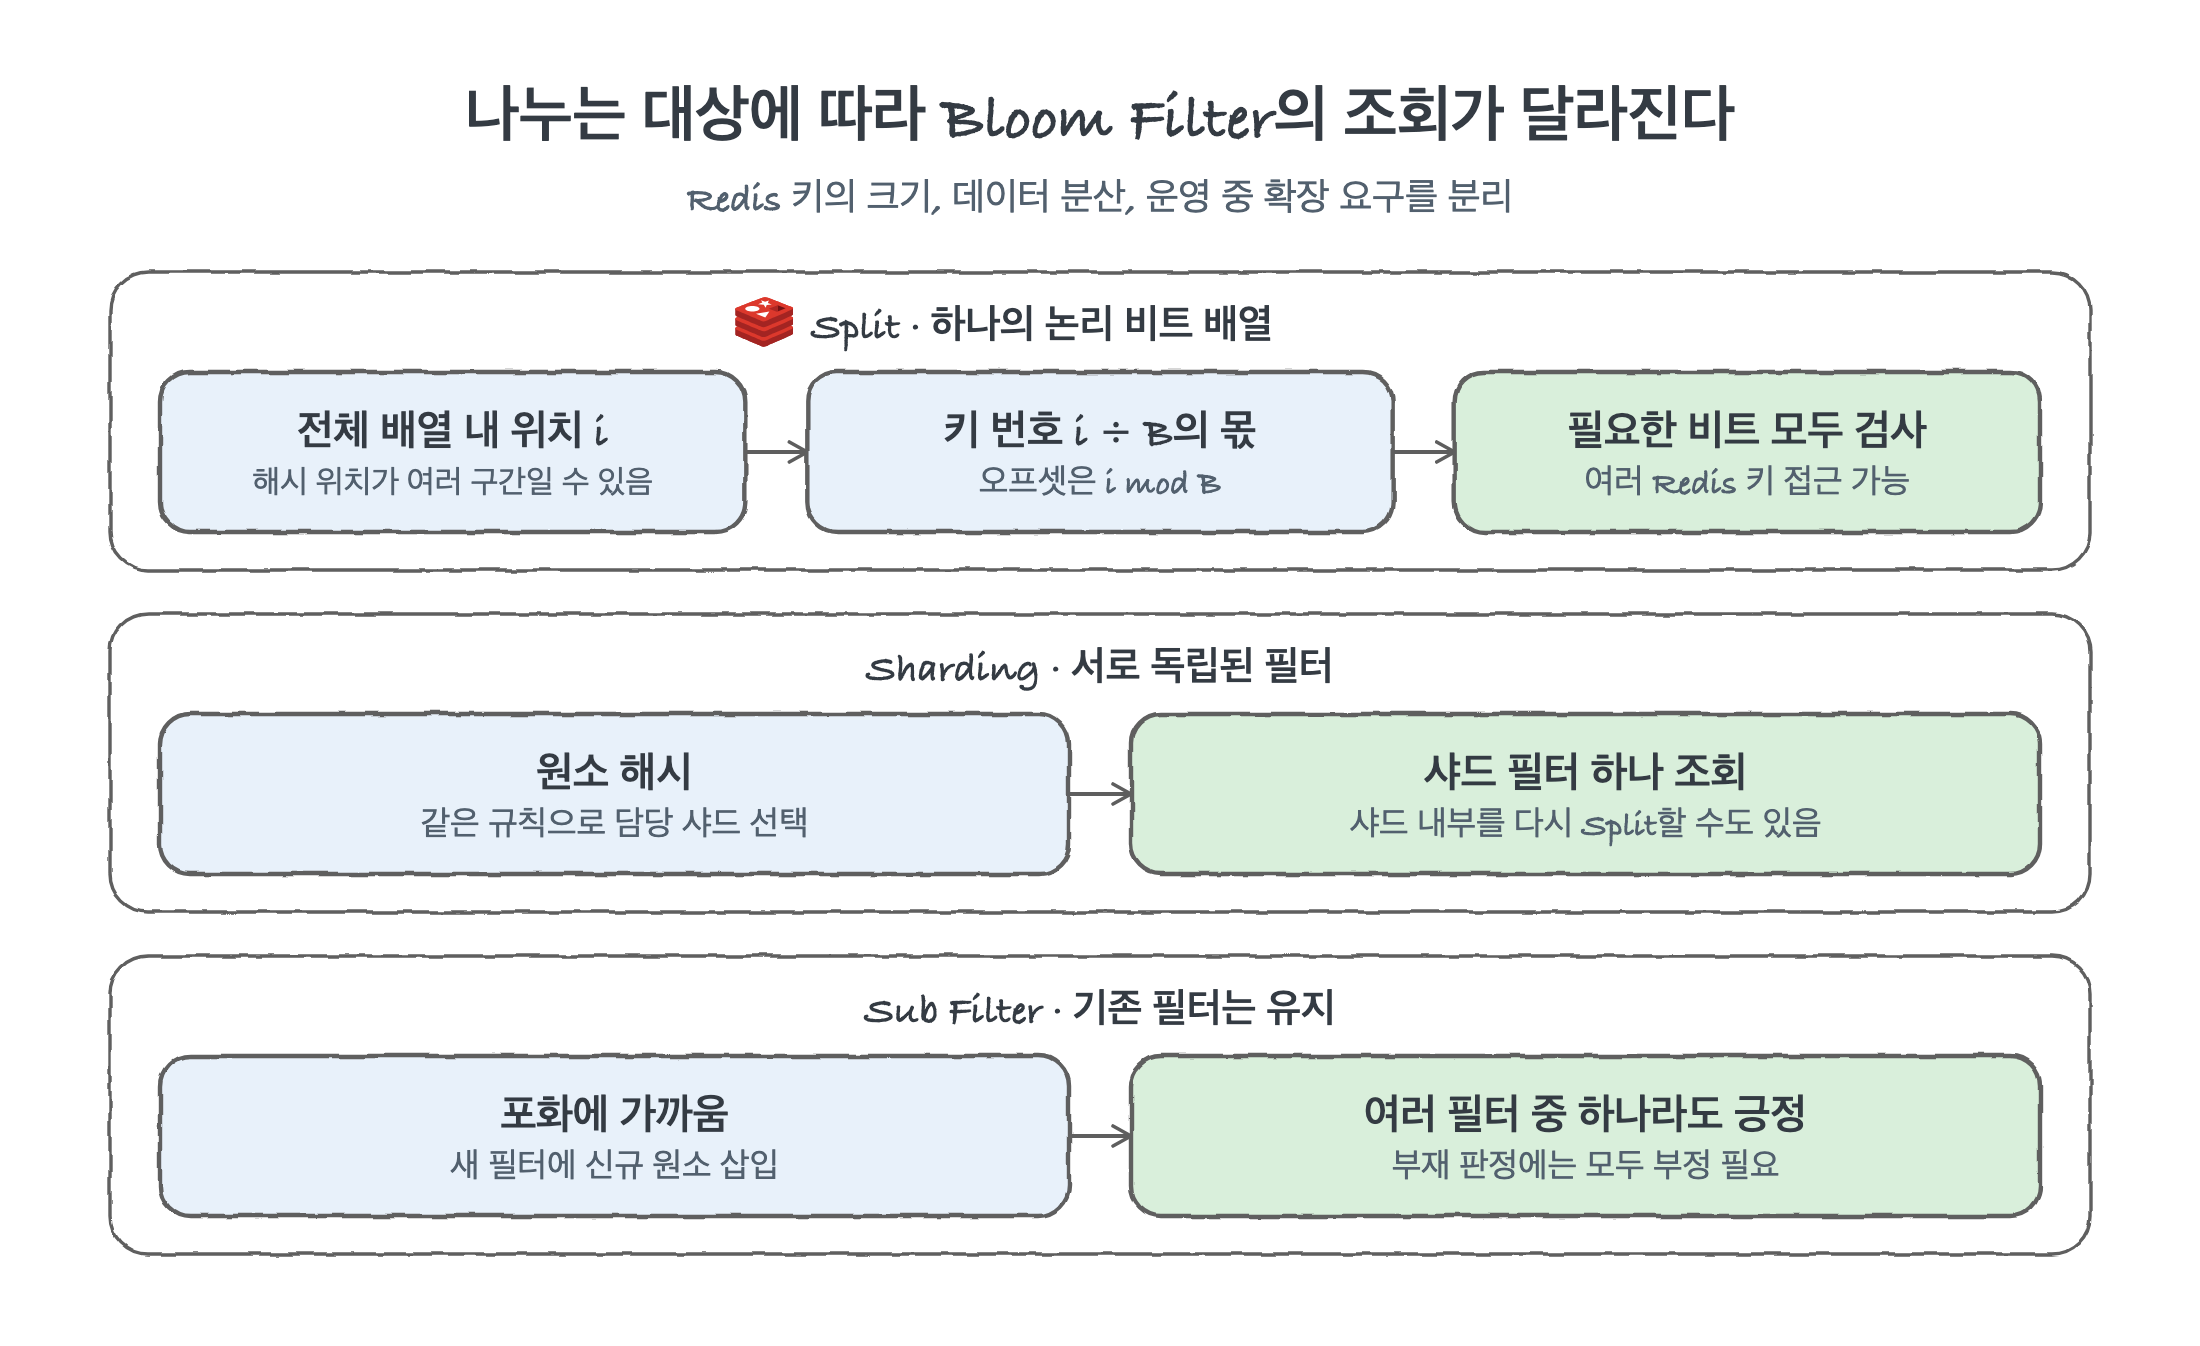 나누는 대상에 따라 Bloom Filter의 조회가 달라진다
Redis 키의 크기, 데이터 분산, 운영 중 확장 요구를 분리
Split · 하나의 논리 비트 배열
전체 배열 내 위치 i
해시 위치가 여러 구간일 수 있음
키 번호 i ÷ B의 몫
오프셋은 i mod B
필요한 비트 모두 검사
여러 Redis 키 접근 가능
Sharding · 서로 독립된 필터
원소 해시
같은 규칙으로 담당 샤드 선택
샤드 필터 하나 조회
샤드 내부를 다시 Split할 수도 있음
Sub Filter · 기존 필터는 유지
포화에 가까움
새 필터에 신규 원소 삽입
여러 필터 중 하나라도 긍정
부재 판정에는 모두 부정 필요